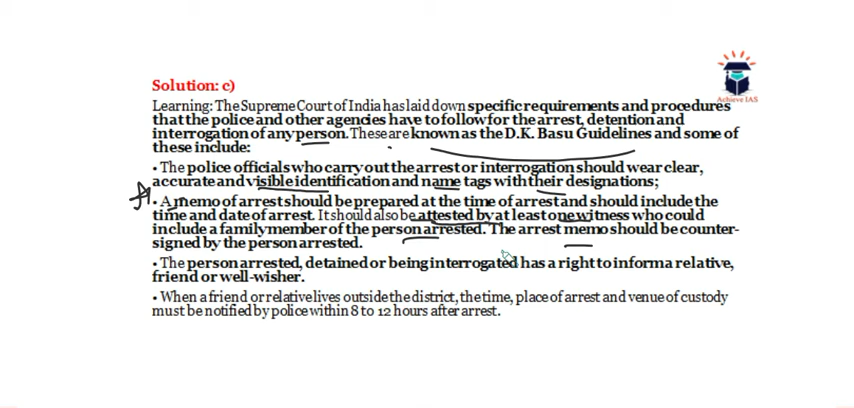 Achieve IAS
Solution: c)
Learning: The Supreme Court of India has laid down specific requirements and procedures
that the police and other agencies have to follow for the arrest, detention and
interrogation of any person. These are known as the D.K. Basu Guidelines and some of
these include:
• The police officials who carry out the arrest or interrogation should wear clear,
accurate and visible identification and name tags with their designations;
• A memo of arrest should be prepared at the time of arrest and should include the
time and date of arrest. It should also be attested by at least one witness who could
include a family member of the person arrested. The arrest memo should be counter-
signed by the person arrested.
• The person arrested, detained or being interrogated has a right to inform a relative,
friend or well-wisher.
• When a friend or relative lives outside the district, the time, place of arrest and venue of custody
must be notified by police within 8 to 12 hours after arrest.